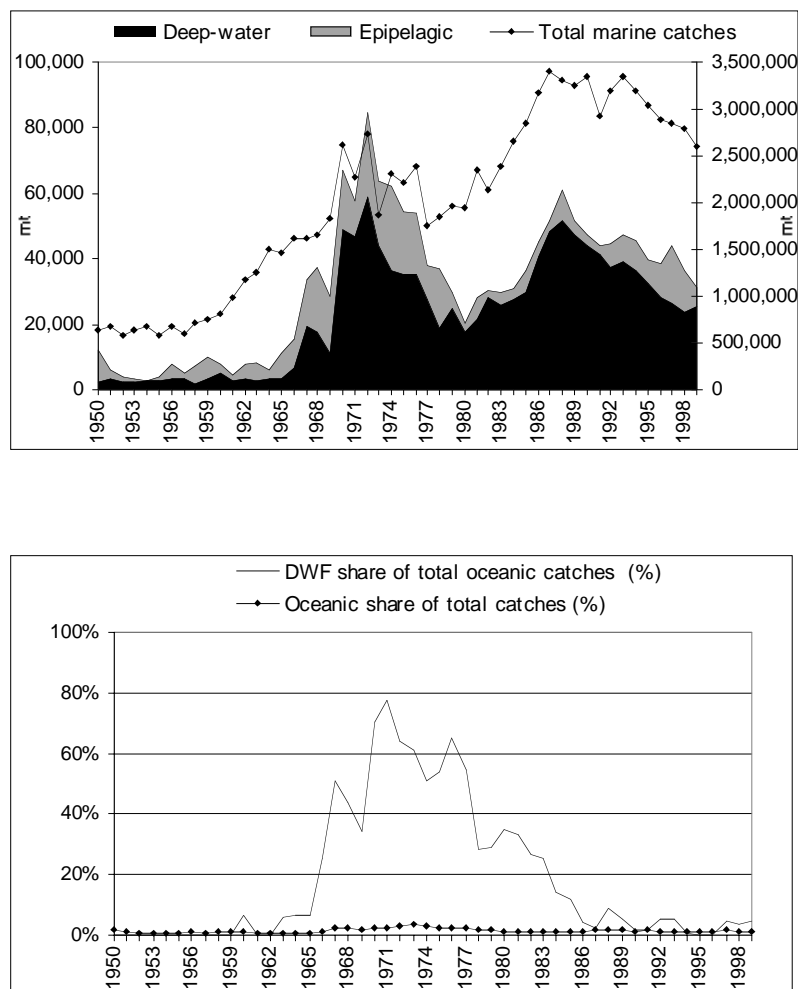 Deep-water Epipelagic Total marine catches
100,000 3,500,000
80,000 3,000,000
60,000 2,500,000
40,000 2,000,000
20,000 1,500,000
0 1,000,000
500,000
0
mt mt
1950 1953 1956 1959 1962 1965 1968 1971 1974 1977 1980 1983 1986 1989 1992 1995 1998
DWF share of total oceanic catches (%)
Oceanic share of total catches (%)
100%
80%
60%
40%
20%
0%
1950 1953 1956 1959 1962 1965 1968 1971 1974 1977 1980 1983 1986 1989 1992 1995 1998